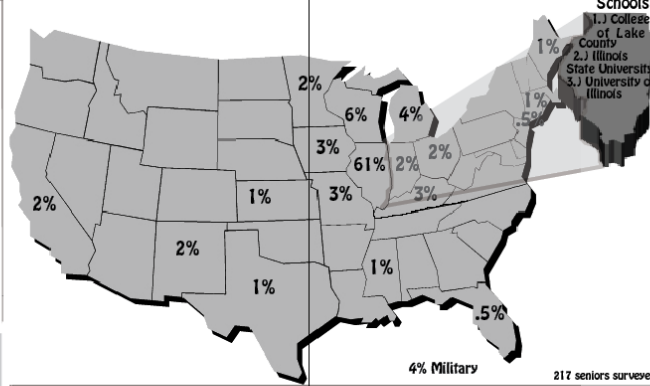 Schools
1.) College
of Lake
County
2.) Illinois
State University
3.) University o
Illinois
1%
2%
6%
4%
1%
.5%
3%
61%
2%
2%
2%
1%
3%
3%
2%
1%
1%
.5%
4% Military
217 seniors surveye